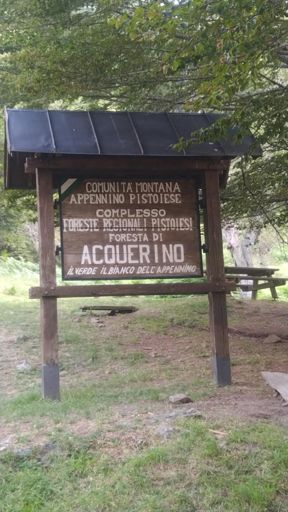 COMUNITA MONTANA
APPENNINO PISTOIESE
COMPLESSO
FORESTE REGIONALI PISTOIESI
FORESTA DI
ACQUERINO
IL VERDE IL BIANCO DELL'APPENNINO